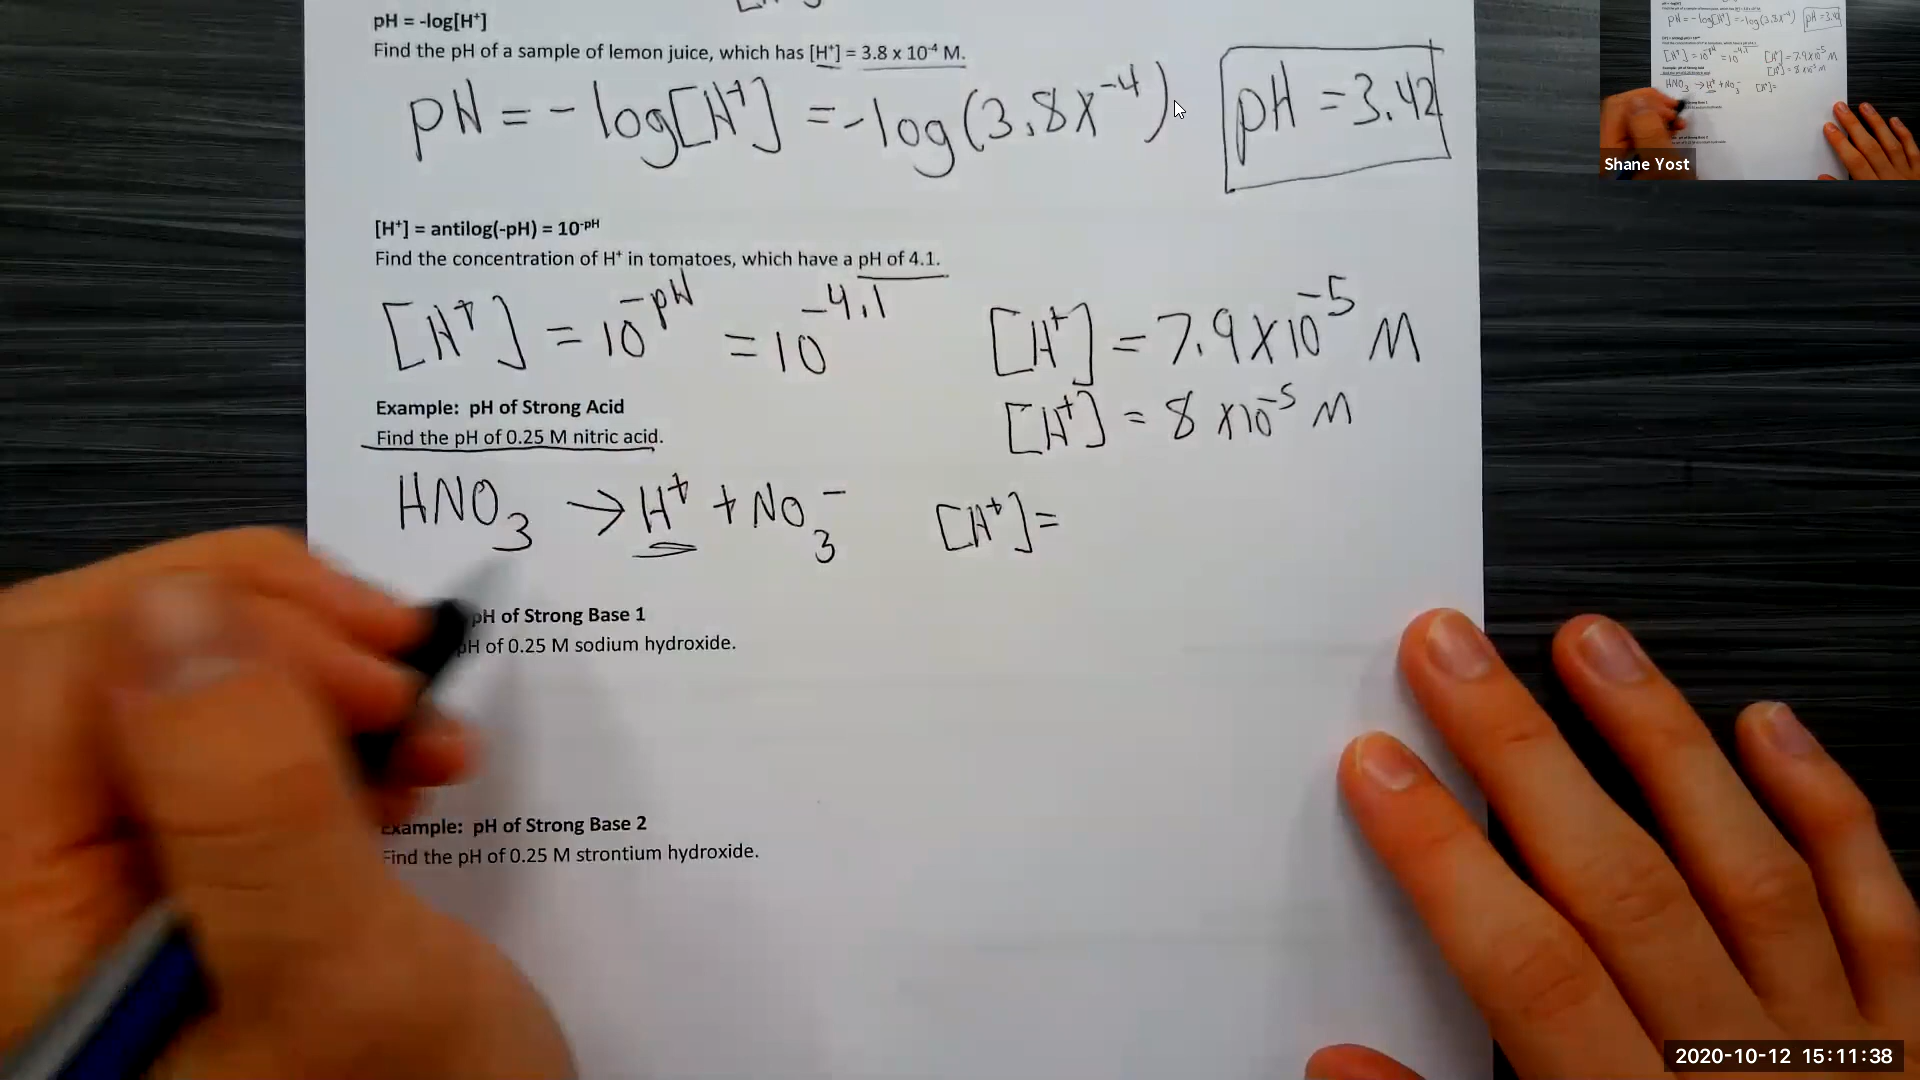 pH = -log[H⁺]
Find the pH of a sample of lemon juice, which has [H⁺] = 3.8 x 10⁻⁴ M.
pH = -log[H⁺] = -log(3.8x⁻⁴) pH = 3.42
[H⁺] = antilog(-pH) = 10⁻ᵖᴴ
Find the concentration of H⁺ in tomatoes, which have a pH of 4.1.
[H⁺] = 10⁻ᵖᴴ = 10⁻⁴·¹ [H⁺] = 7.9 x 10⁻⁵ M
[H⁺] = 8 x 10⁻⁵ M
Example: pH of Strong Acid
Find the pH of 0.25 M nitric acid.
HNO₃ → H⁺ + NO₃⁻ [H⁺] =
pH of Strong Base 1
pH of 0.25 M sodium hydroxide.
Example: pH of Strong Base 2
Find the pH of 0.25 M strontium hydroxide.
Shane Yost
2020-10-12 15:11:38